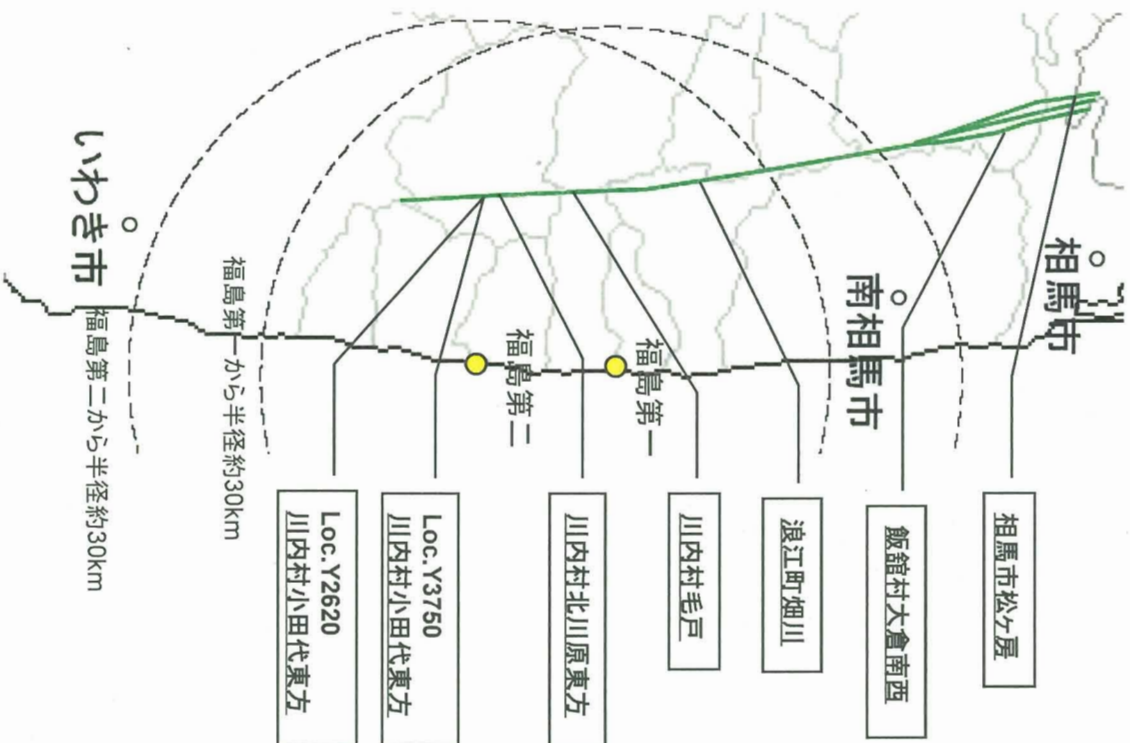 相馬市
南相馬市
福島第一
福島第二
いわき市
福島第一から半径約30km
福島第二から半径約30km
相馬市松ヶ房
飯舘村大倉南西
浪江町畑川
川内村毛戸
川内村北川原東方
Loc.Y3750
川内村小田代東方
Loc.Y2620
川内村小田代東方